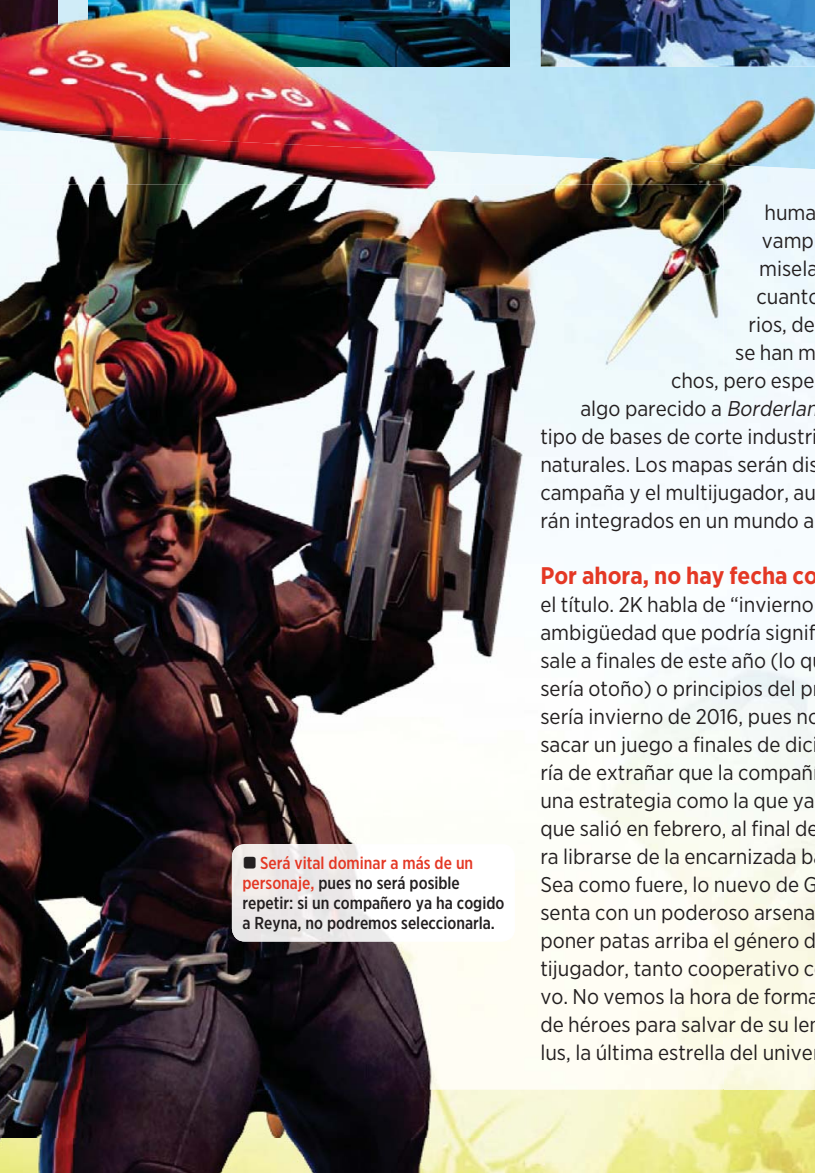 huma
vamp
misela
cuanto
rios, de
se han m
chos, pero espe
algo parecido a Borderlan
tipo de bases de corte industri
naturales. Los mapas serán dis
campaña y el multijugador, au
rán integrados en un mundo a
Por ahora, no hay fecha co
el título. 2K habla de “invierno
ambigüedad que podría signif
sale a finales de este año (lo qu
sería otoño) o principios del pr
sería invierno de 2016, pues no
sacar un juego a finales de dici
ría de extrañar que la compañi
una estrategia como la que ya
que salió en febrero, al final de
ra librarse de la encarnizada ba
Sea como fuere, lo nuevo de G
senta con un poderoso arsena
poner patas arriba el género d
tijugador, tanto cooperativo co
vo. No vemos la hora de forma
de héroes para salvar de su len
lus, la última estrella del univer
Será vital dominar a más de un
personaje, pues no será posible
repetir: si un compañero ya ha cogido
a Reyna, no podremos seleccionarla.